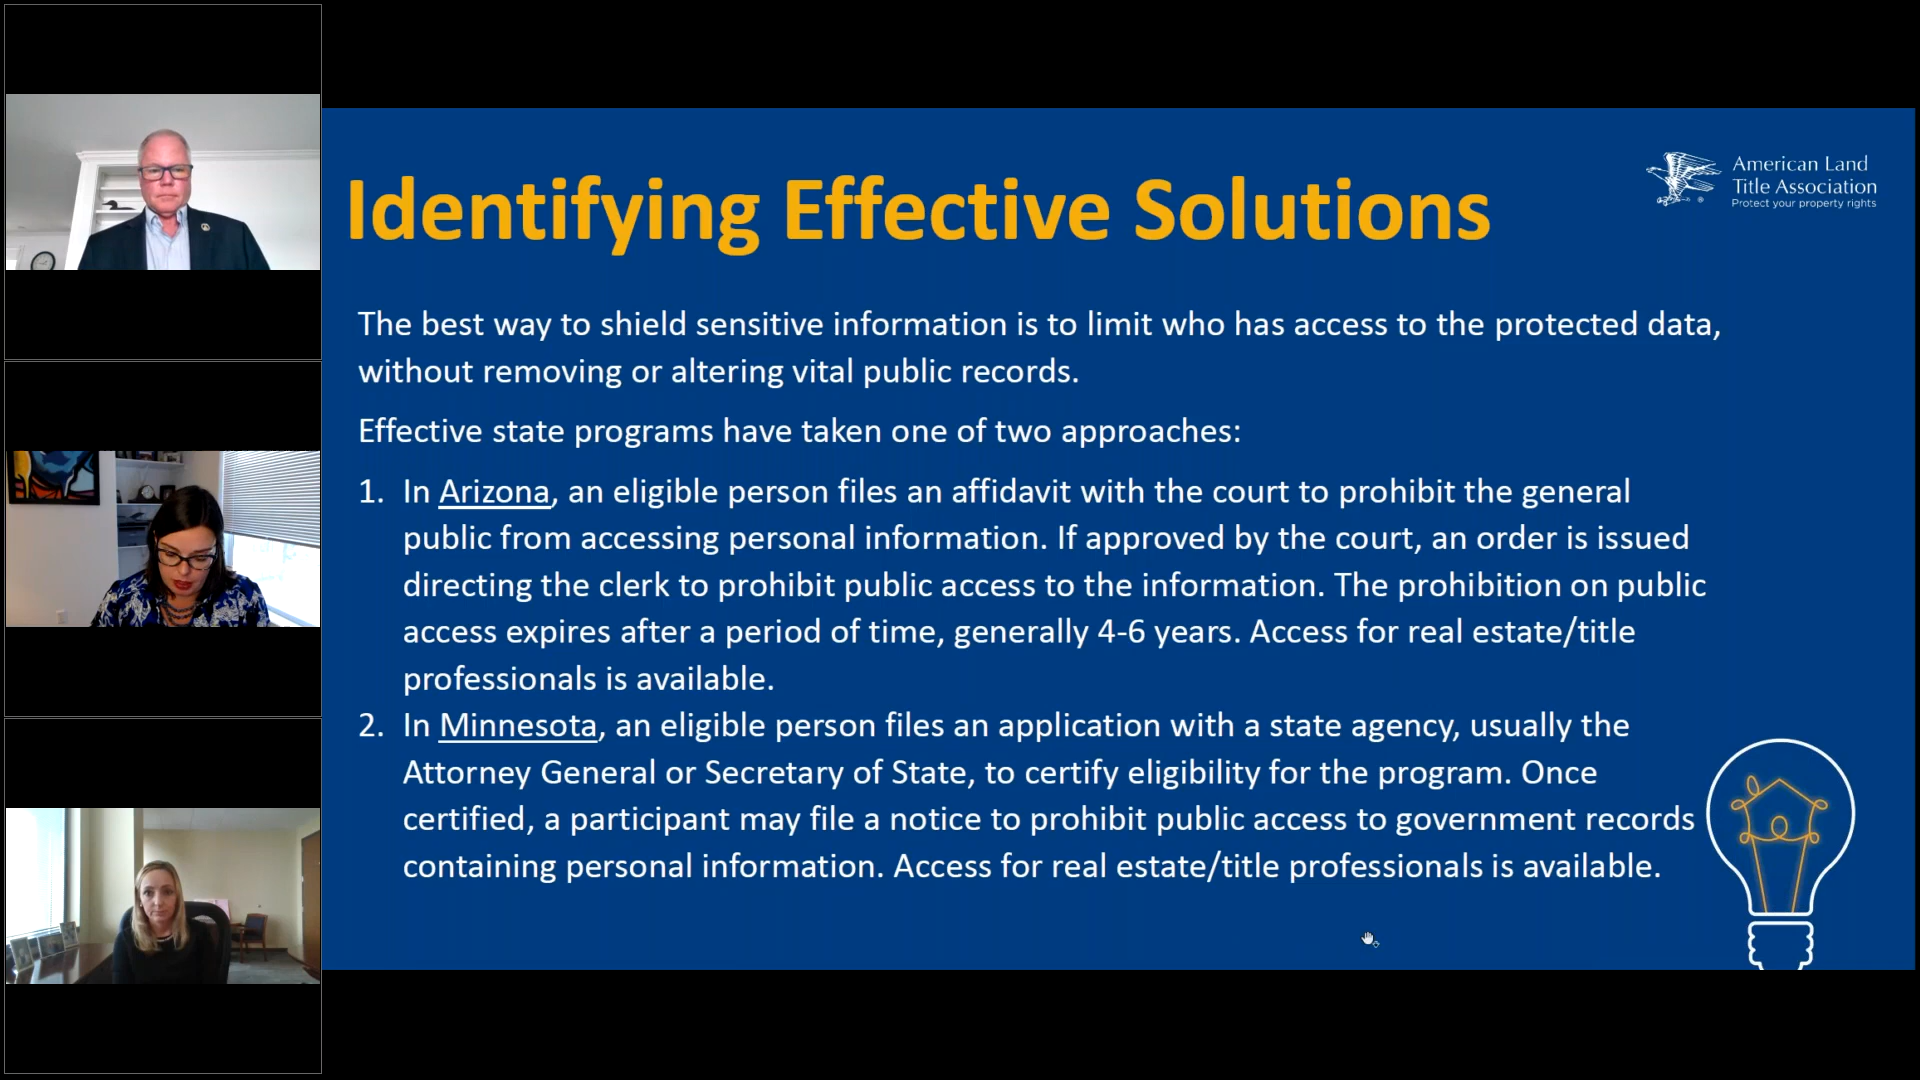 Identifying Effective Solutions
American Land
Title Association
Protect your property rights
®
The best way to shield sensitive information is to limit who has access to the protected data,
without removing or altering vital public records.
Effective state programs have taken one of two approaches:
1. In Arizona, an eligible person files an affidavit with the court to prohibit the general
public from accessing personal information. If approved by the court, an order is issued
directing the clerk to prohibit public access to the information. The prohibition on public
access expires after a period of time, generally 4-6 years. Access for real estate/title
professionals is available.
2. In Minnesota, an eligible person files an application with a state agency, usually the
Attorney General or Secretary of State, to certify eligibility for the program. Once
certified, a participant may file a notice to prohibit public access to government records
containing personal information. Access for real estate/title professionals is available.